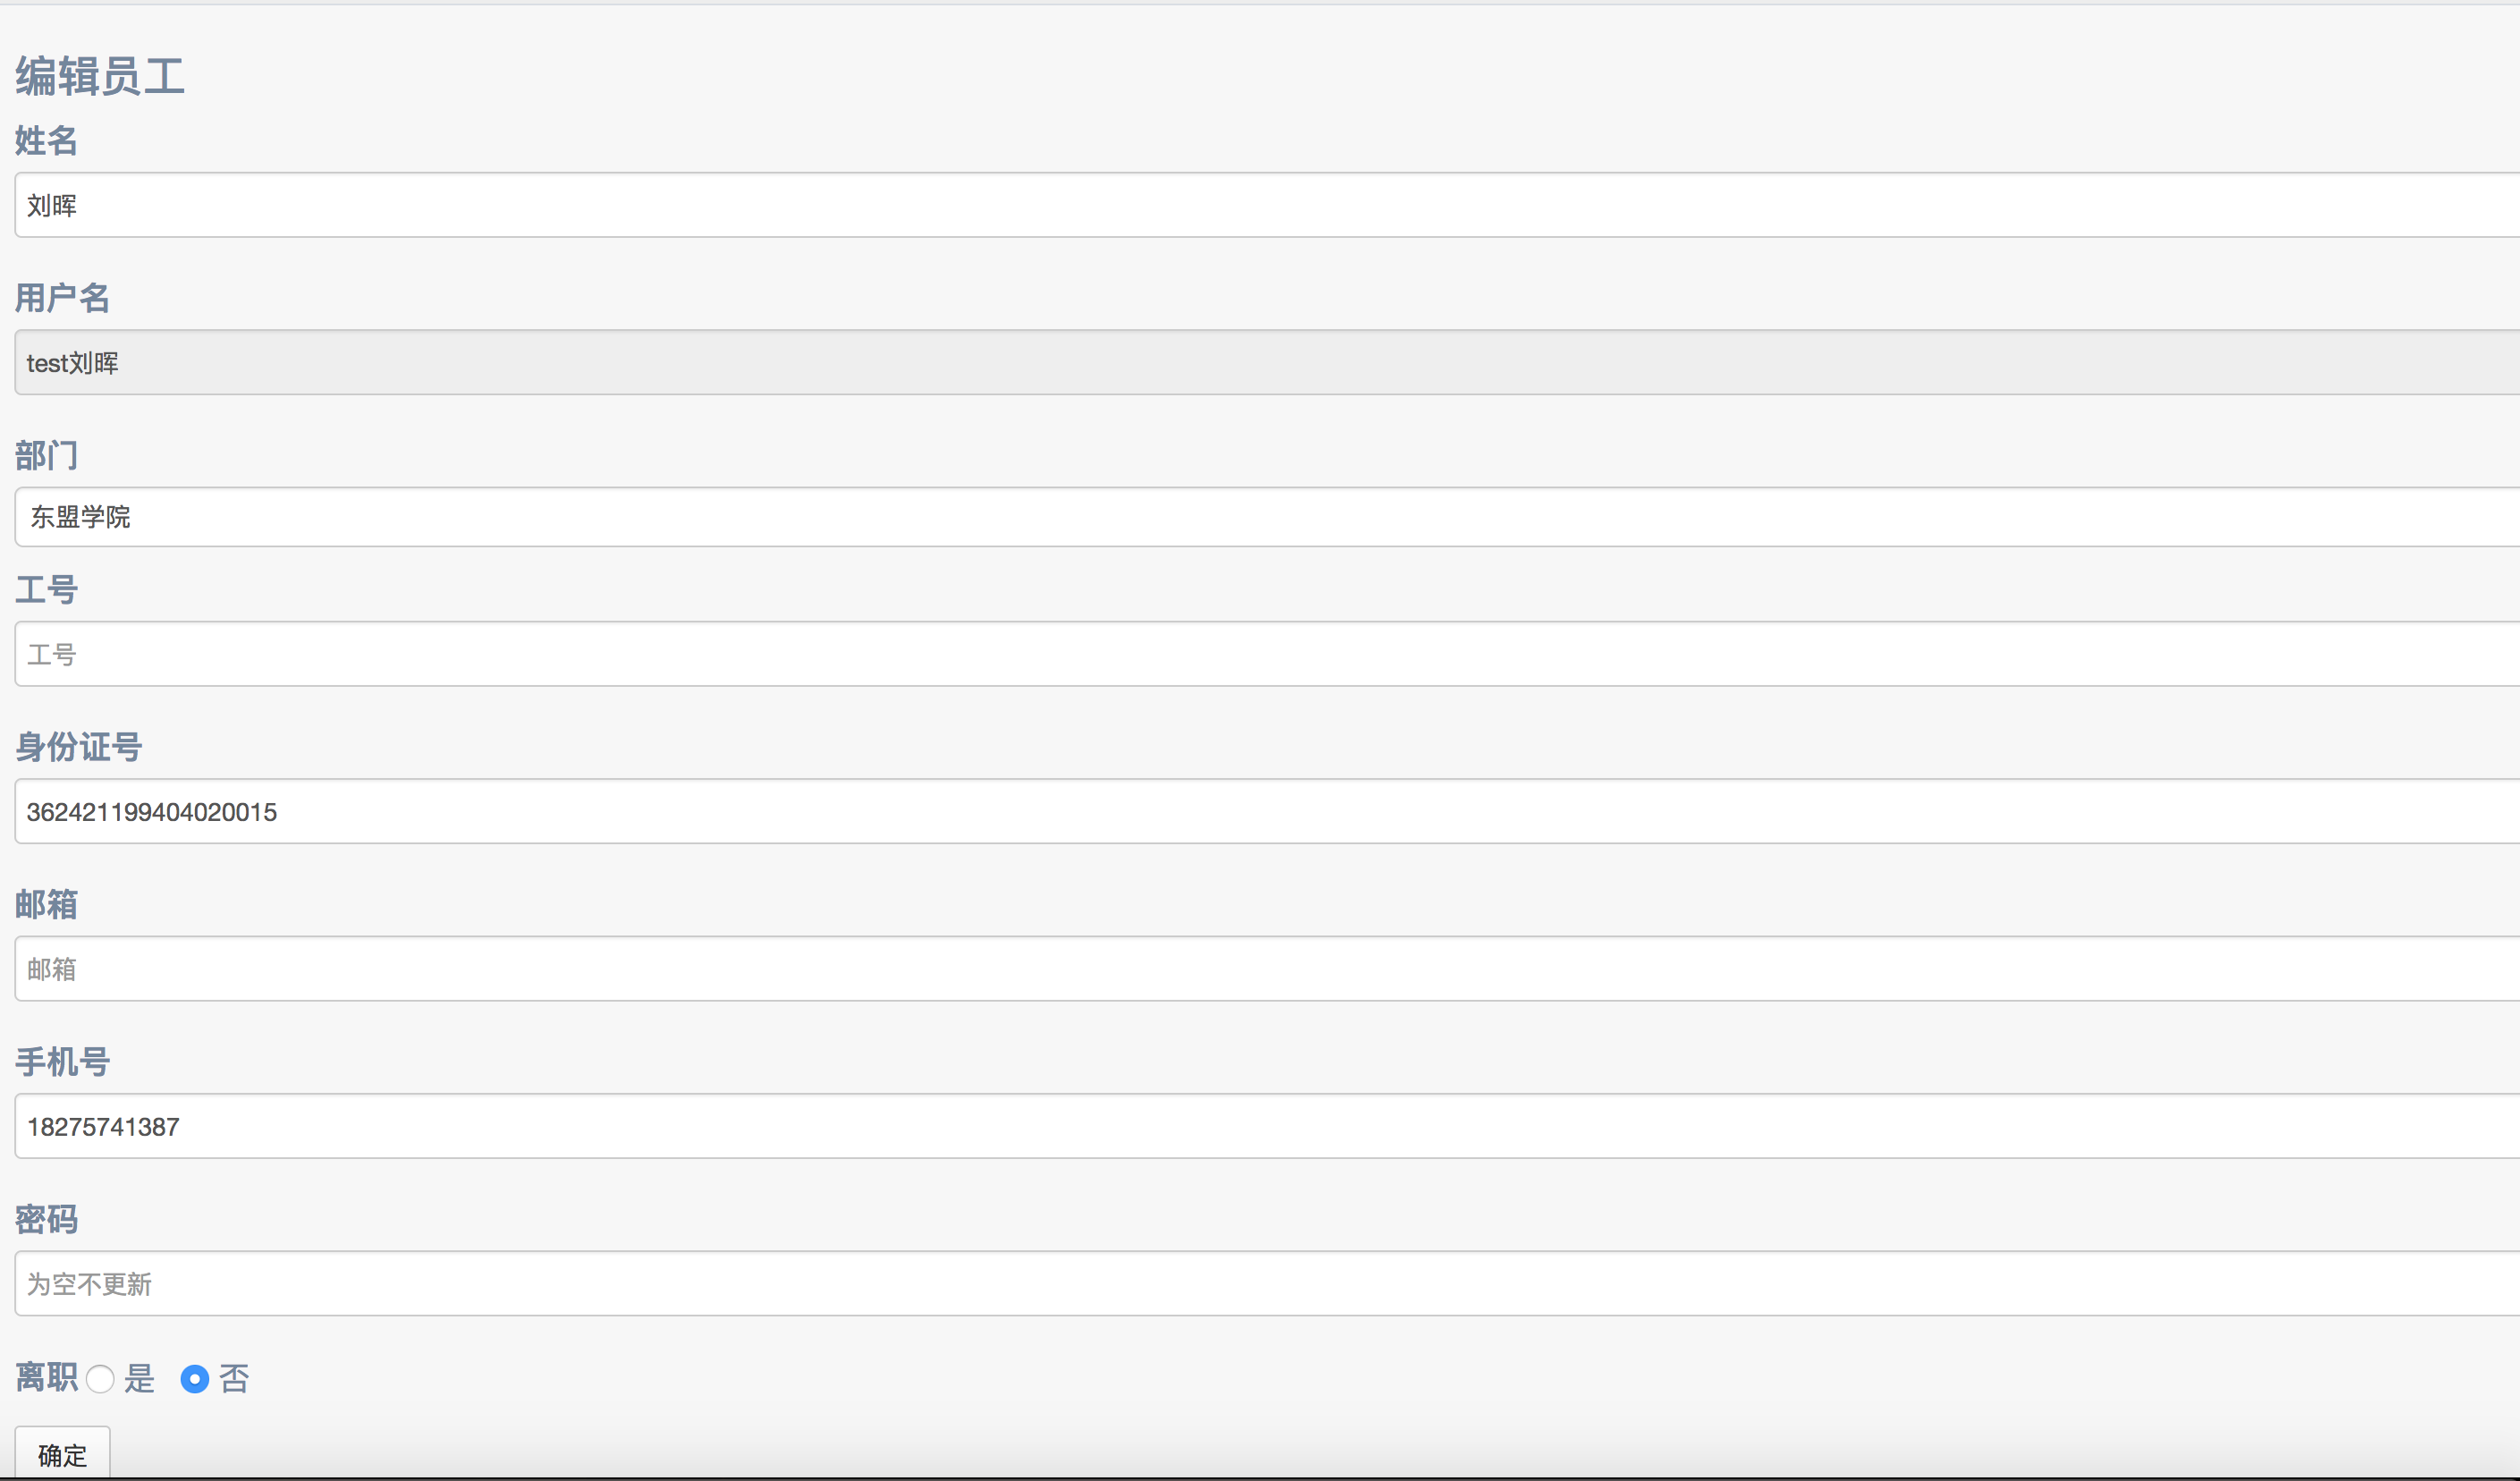 编辑员工
姓名
刘晖
用户名
test刘晖
部门
东盟学院
工号
工号
身份证号
362421199404020015
邮箱
邮箱
手机号
18275741387
密码
为空不更新
离职 是 否
确定